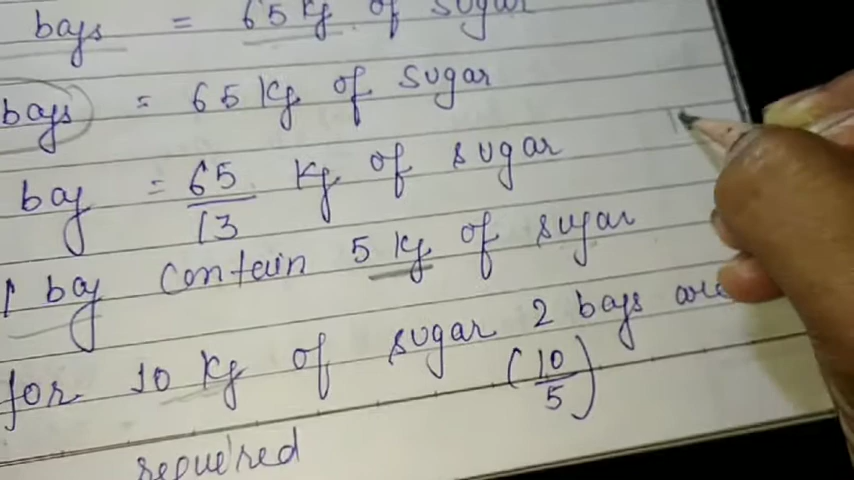 bags = 65 kg of sugar
bags = 65 kg of sugar
bag = 65/13 kg of sugar
1 bag contain 5 kg of sugar
for 10 kg of sugar 2 bags are
(10/5)
required